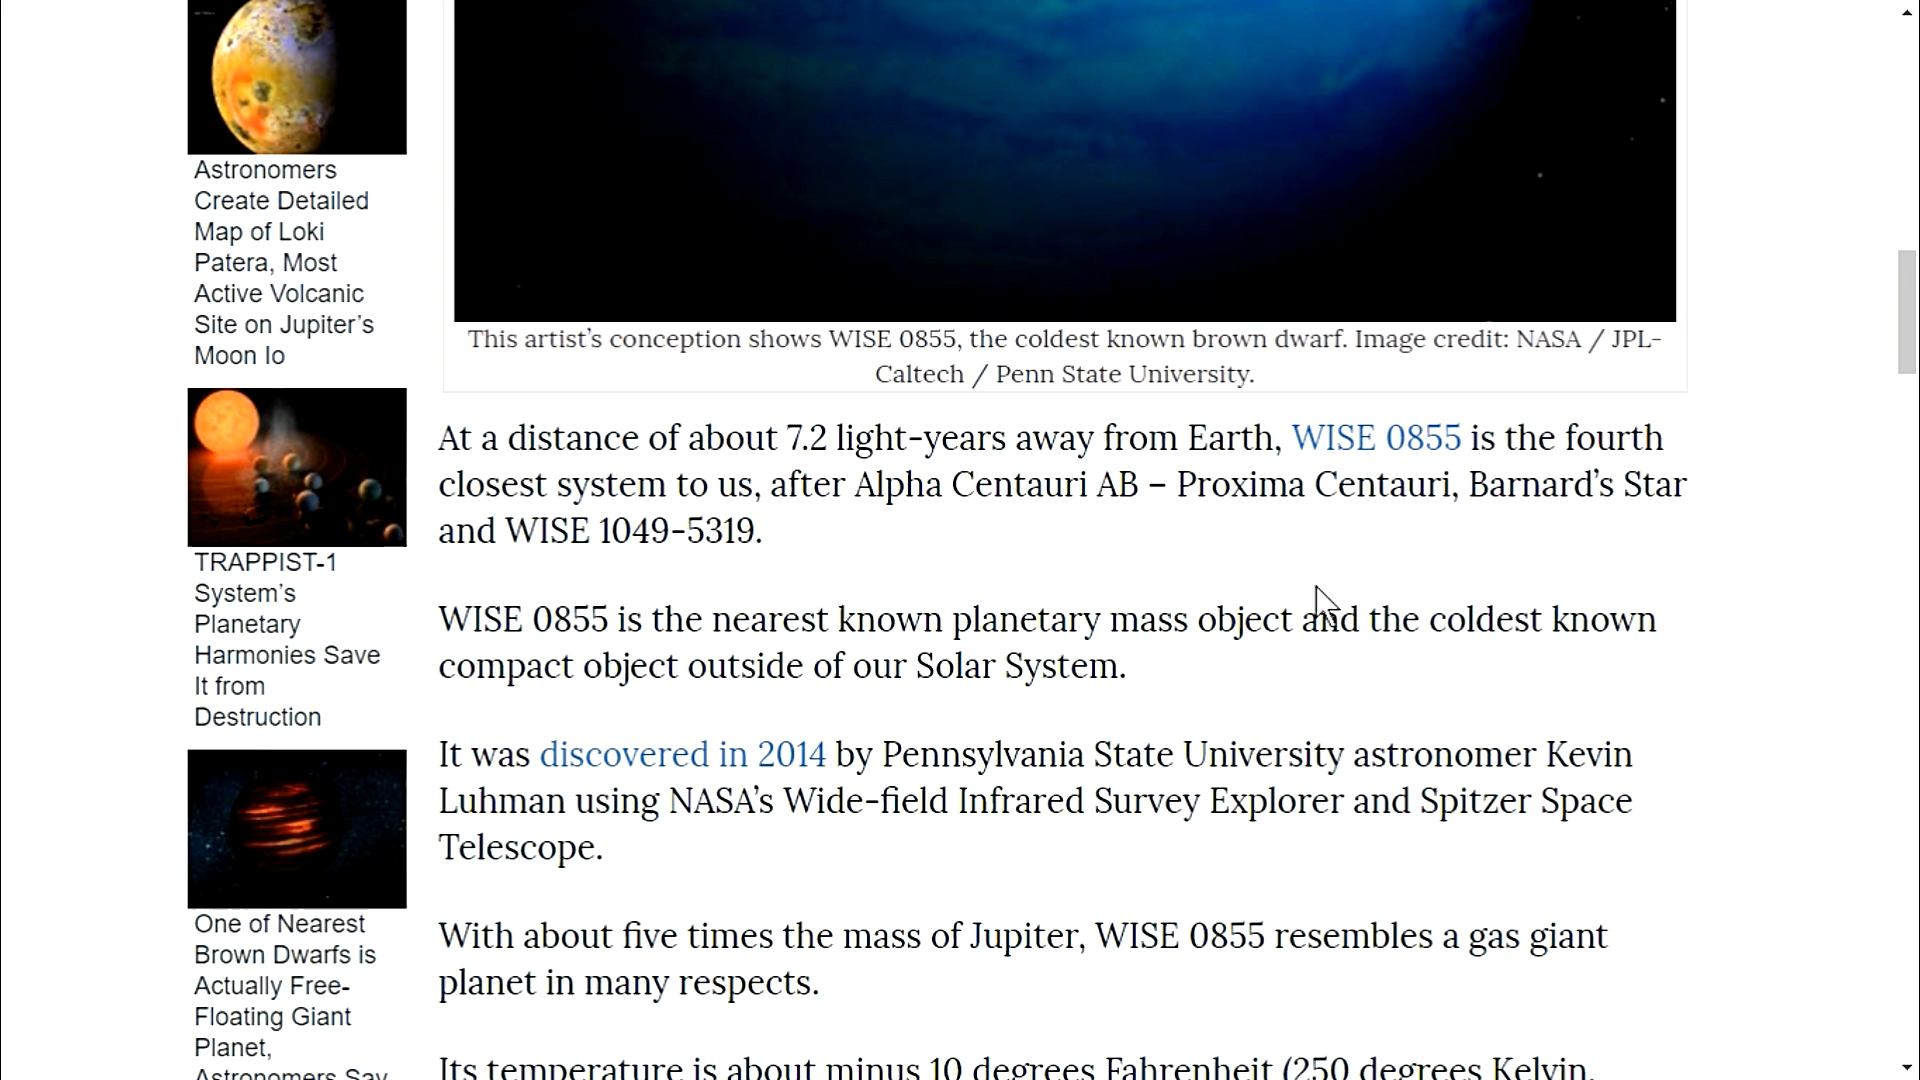 Astronomers
Create Detailed
Map of Loki
Patera, Most
Active Volcanic
Site on Jupiter’s
Moon Io
TRAPPIST-1
System’s
Planetary
Harmonies Save
It from
Destruction
One of Nearest
Brown Dwarfs is
Actually Free-
Floating Giant
Planet,
Astronomers Say
This artist’s conception shows WISE 0855, the coldest known brown dwarf. Image credit: NASA / JPL-
Caltech / Penn State University.
At a distance of about 7.2 light-years away from Earth, WISE 0855 is the fourth
closest system to us, after Alpha Centauri AB – Proxima Centauri, Barnard’s Star
and WISE 1049-5319.
WISE 0855 is the nearest known planetary mass object and the coldest known
compact object outside of our Solar System.
It was discovered in 2014 by Pennsylvania State University astronomer Kevin
Luhman using NASA’s Wide-field Infrared Survey Explorer and Spitzer Space
Telescope.
With about five times the mass of Jupiter, WISE 0855 resembles a gas giant
planet in many respects.
Its temperature is about minus 10 degrees Fahrenheit (250 degrees Kelvin,